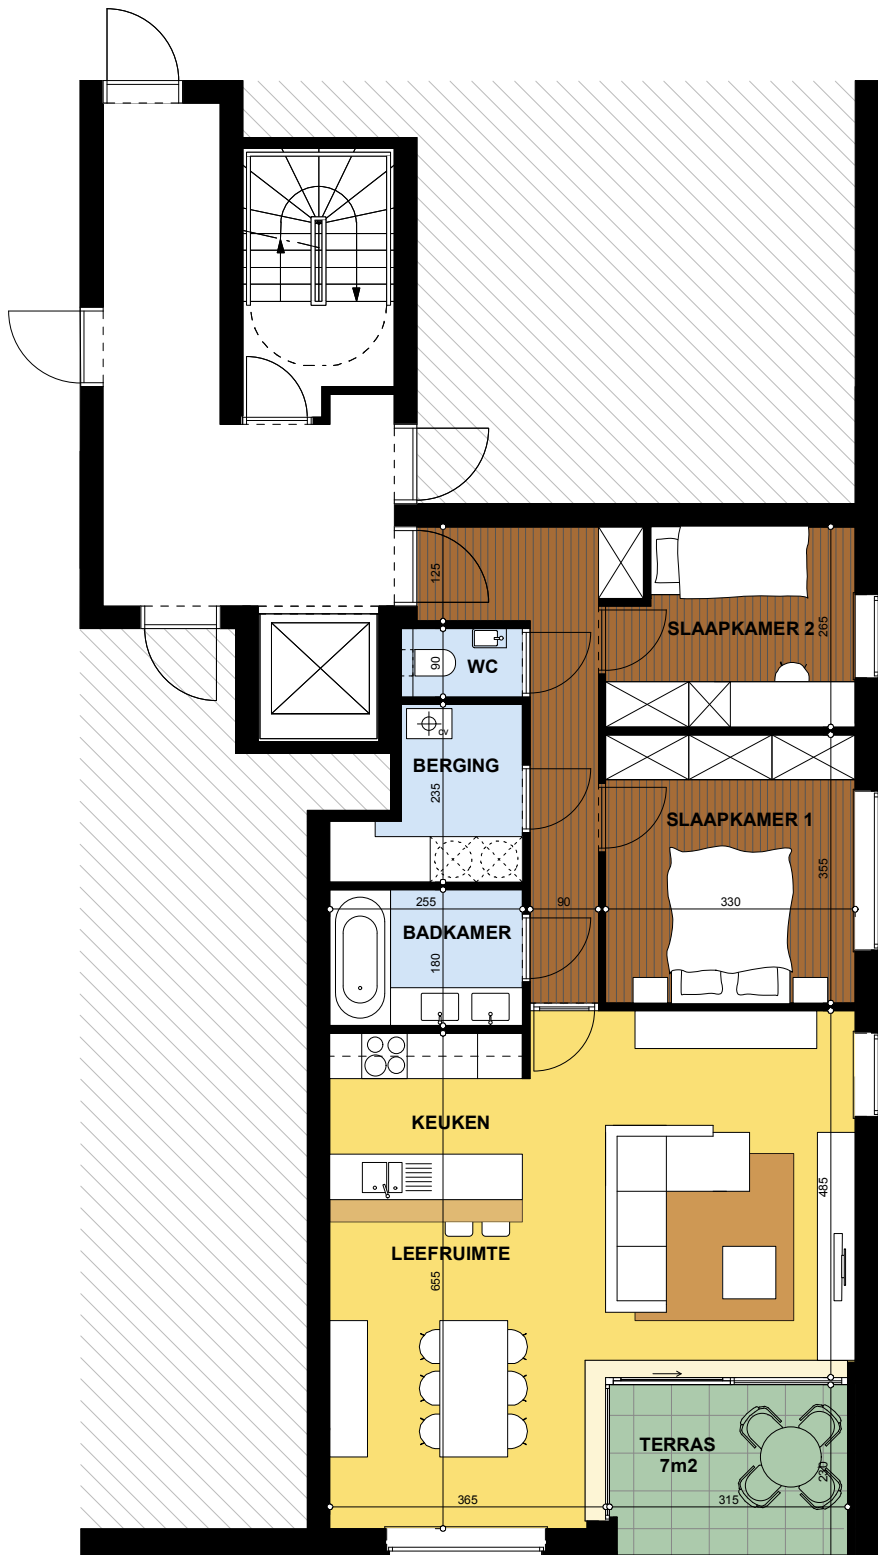 125
SLAAPKAMER 2
265
90
WC
CV
BERGING
235
SLAAPKAMER 1
355
255
90
330
BADKAMER
180
KEUKEN
485
LEEFRUIMTE
655
TERRAS
7m2
230
365
315